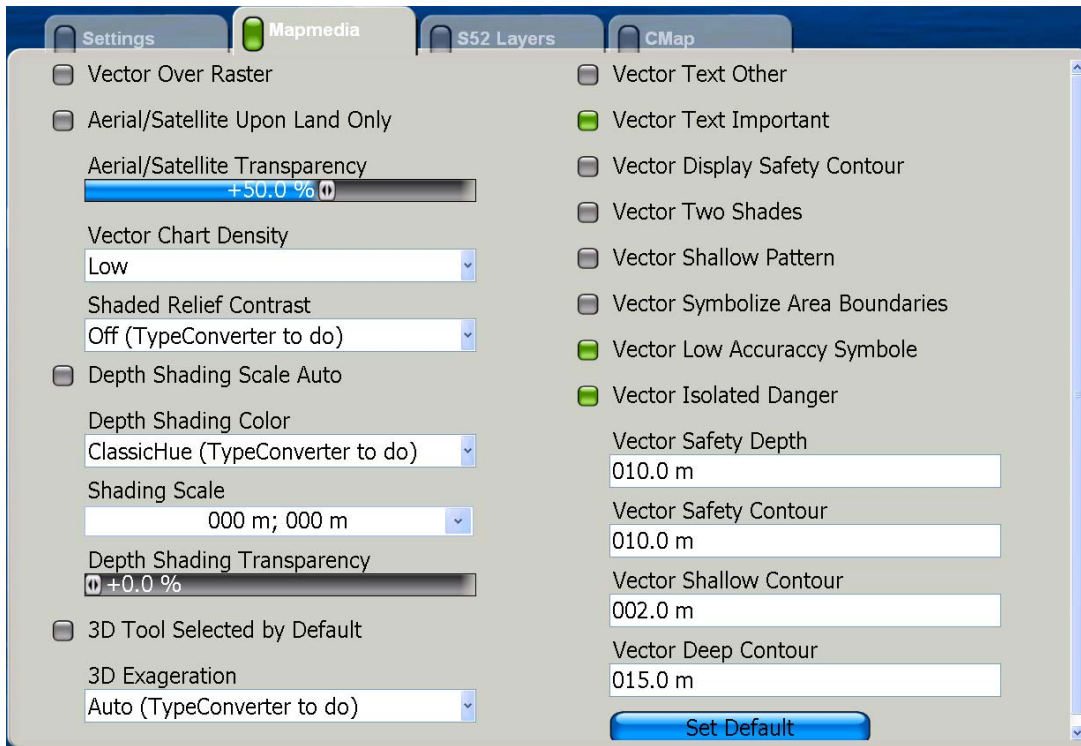 Settings
Mapmedia
S52 Layers
CMap
Vector Over Raster
Aerial/Satellite Upon Land Only
Aerial/Satellite Transparency
+50.0 %
Vector Chart Density
Low
Shaded Relief Contrast
Off (TypeConverter to do)
Depth Shading Scale Auto
Depth Shading Color
ClassicHue (TypeConverter to do)
Shading Scale
000 m; 000 m
Depth Shading Transparency
+0.0 %
3D Tool Selected by Default
3D Exageration
Auto (TypeConverter to do)
Vector Text Other
Vector Text Important
Vector Display Safety Contour
Vector Two Shades
Vector Shallow Pattern
Vector Symbolize Area Boundaries
Vector Low Accuraccy Symbole
Vector Isolated Danger
Vector Safety Depth
010.0 m
Vector Safety Contour
010.0 m
Vector Shallow Contour
002.0 m
Vector Deep Contour
015.0 m
Set Default